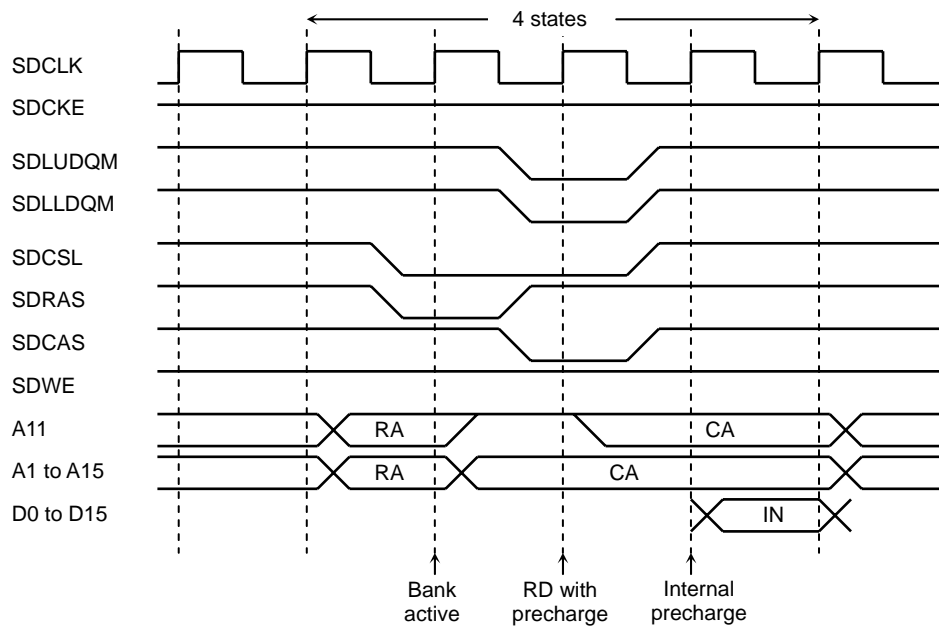 4 states
SDCLK
SDCKE
SDLUDQM
SDLLDQM
SDCSL
SDRAS
SDCAS
SDWE
A11 RA CA
A1 to A15 RA CA
D0 to D15 IN
Bank
active
RD with
precharge
Internal
precharge